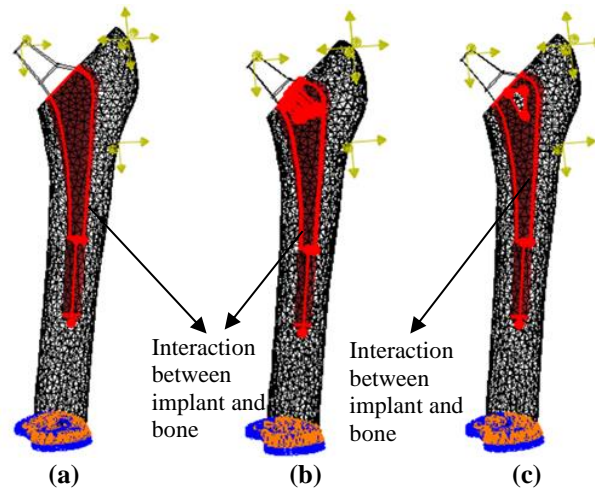 Interaction
between
implant and
bone
Interaction
between
implant and
bone
(a)
(b)
(c)